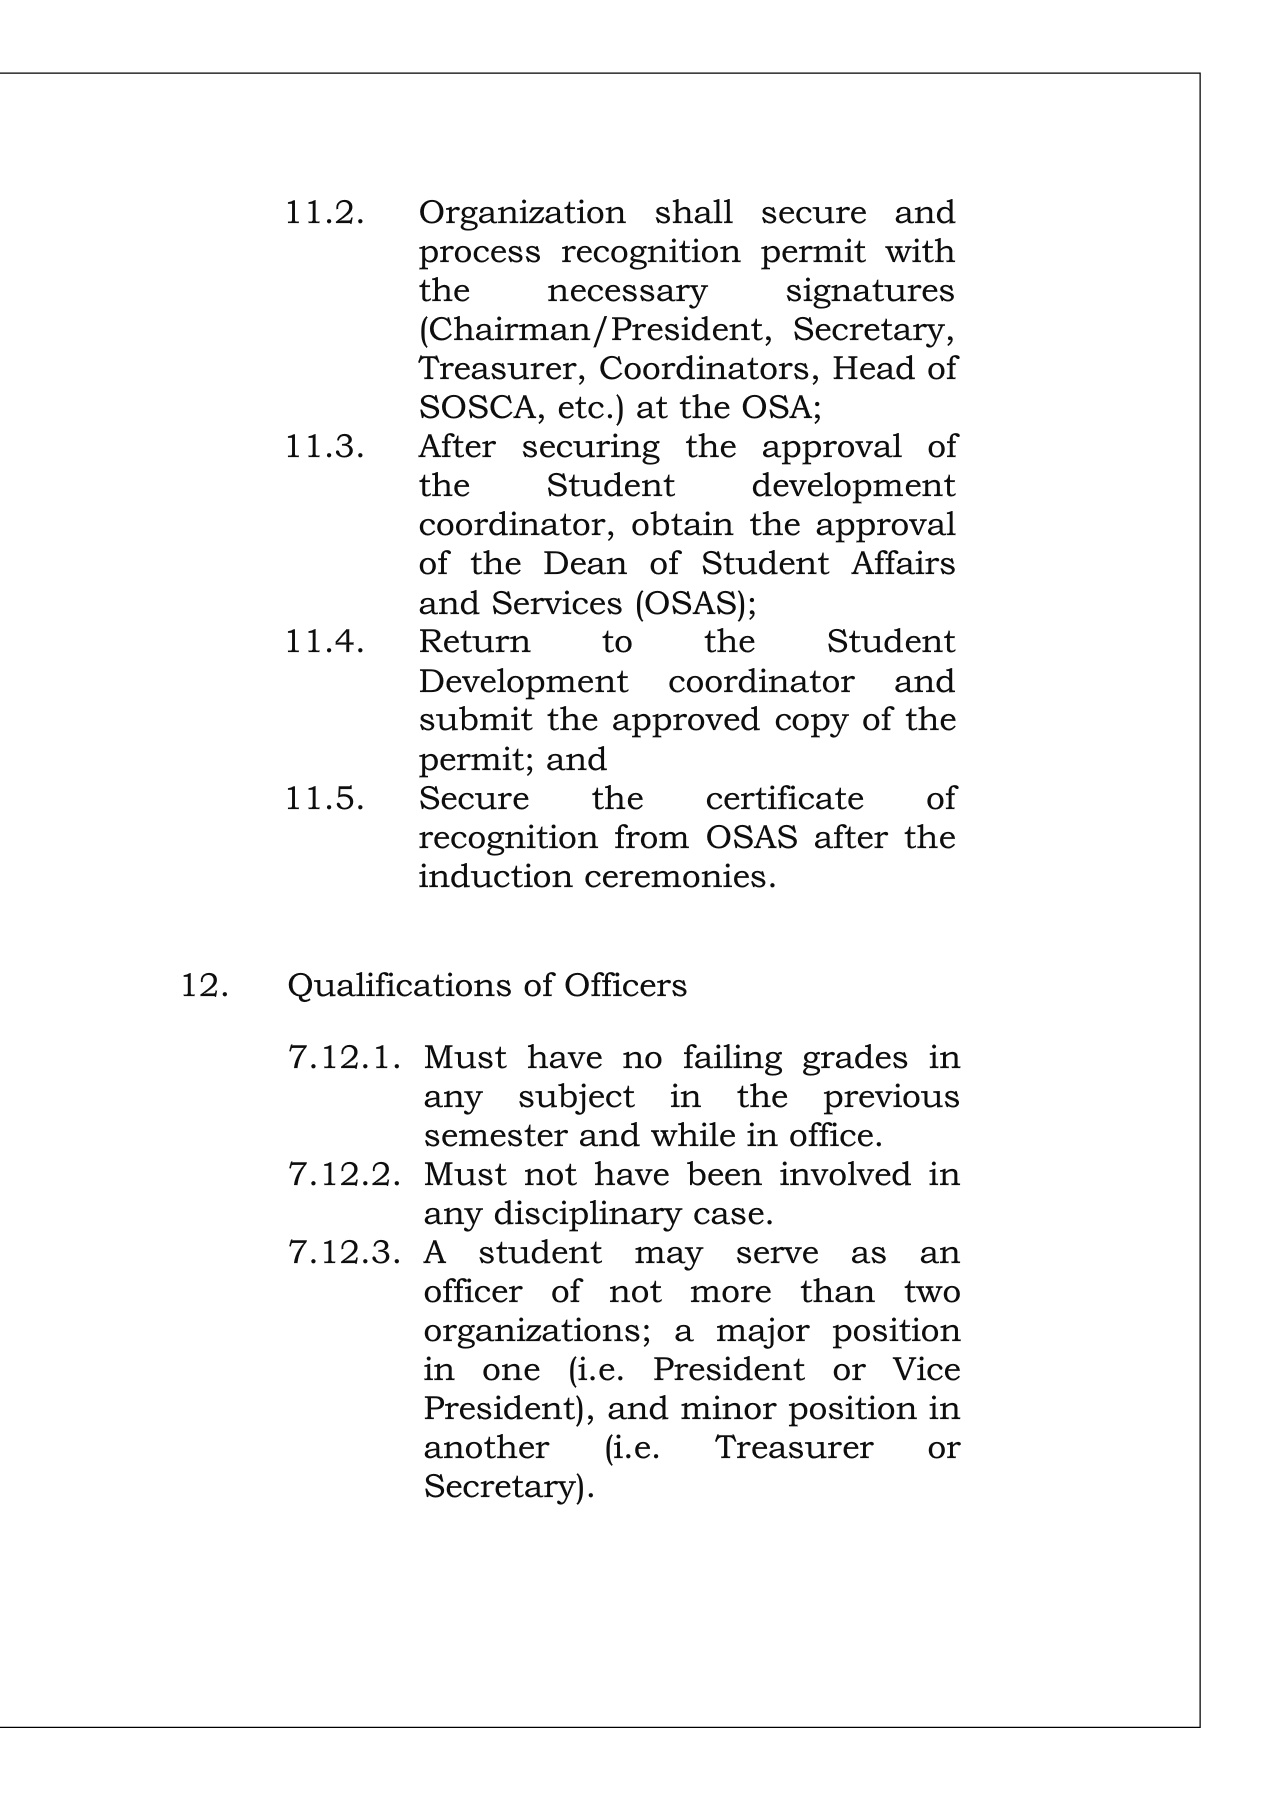 11.2. Organization shall secure and
process recognition permit with
the necessary signatures
(Chairman/President, Secretary,
Treasurer, Coordinators, Head of
SOSCA, etc.) at the OSA;
11.3. After securing the approval of
the Student development
coordinator, obtain the approval
of the Dean of Student Affairs
and Services (OSAS);
11.4. Return to the Student
Development coordinator and
submit the approved copy of the
permit; and
11.5. Secure the certificate of
recognition from OSAS after the
induction ceremonies.
12. Qualifications of Officers
7.12.1. Must have no failing grades in
any subject in the previous
semester and while in office.
7.12.2. Must not have been involved in
any disciplinary case.
7.12.3. A student may serve as an
officer of not more than two
organizations; a major position
in one (i.e. President or Vice
President), and minor position in
another (i.e. Treasurer or
Secretary).